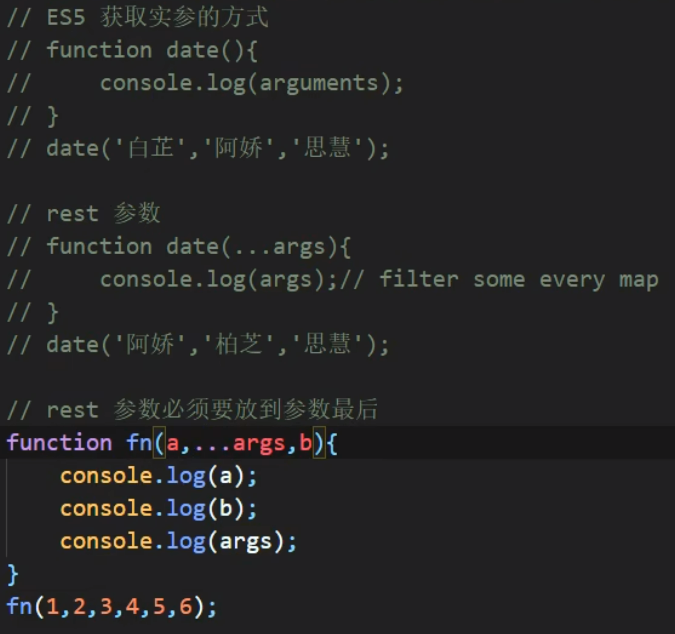 // ES5 获取实参的方式
// function date(){
//     console.log(arguments);
// }
// date('白芷','阿娇','思慧');
// rest 参数
// function date(...args){
//     console.log(args);// filter some every map
// }
// date('阿娇','柏芝','思慧');
// rest 参数必须要放到参数最后
function fn(a,...args,b){
    console.log(a);
    console.log(b);
    console.log(args);
}
fn(1,2,3,4,5,6);